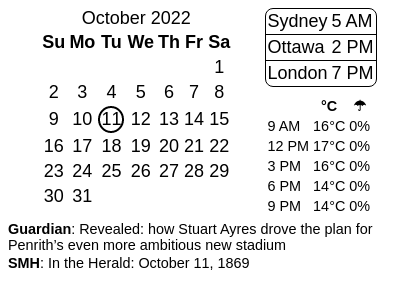 October 2022
Su Mo Tu We Th Fr Sa
1
2 3 4 5 6 7 8
9 10 11 12 13 14 15
16 17 18 19 20 21 22
23 24 25 26 27 28 29
30 31
Sydney 5 AM
Ottawa 2 PM
London 7 PM
°C ☂
9 AM 16°C 0%
12 PM 17°C 0%
3 PM 16°C 0%
6 PM 14°C 0%
9 PM 14°C 0%
Guardian: Revealed: how Stuart Ayres drove the plan for
Penrith’s even more ambitious new stadium
SMH: In the Herald: October 11, 1869